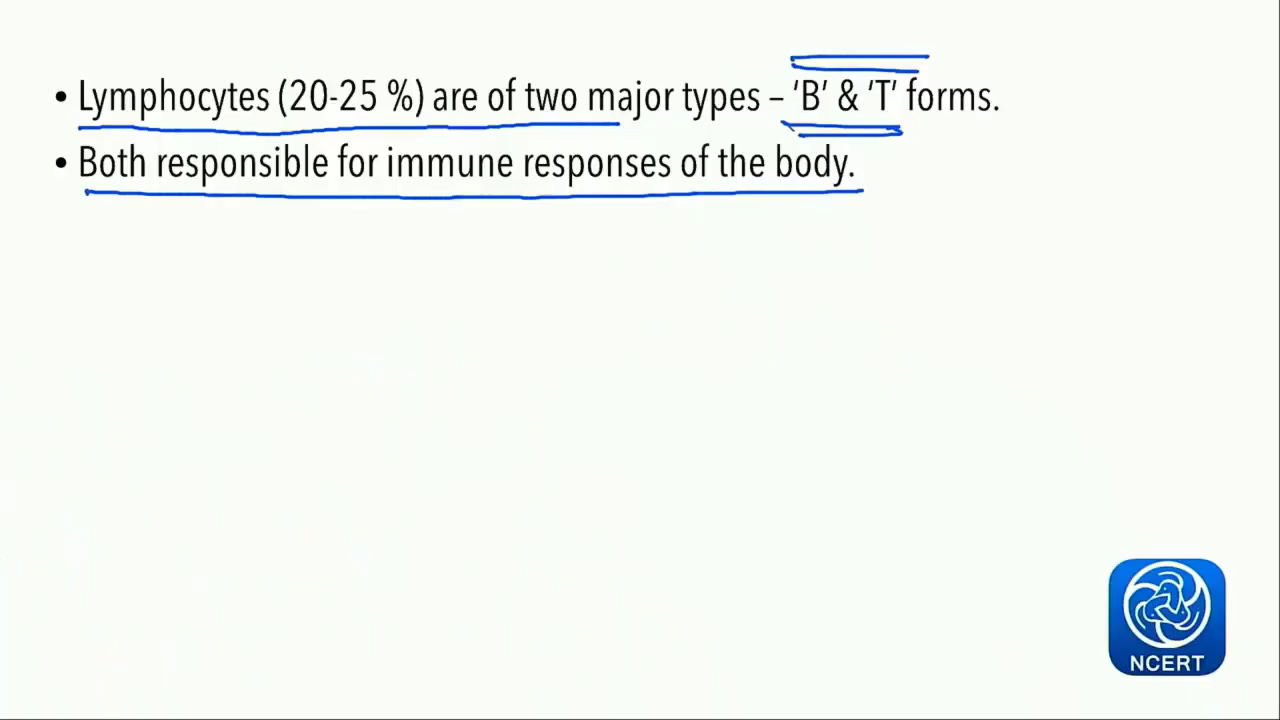 • Lymphocytes (20-25 %) are of two major types – ‘B’ & ‘T’ forms.
• Both responsible for immune responses of the body.
NCERT